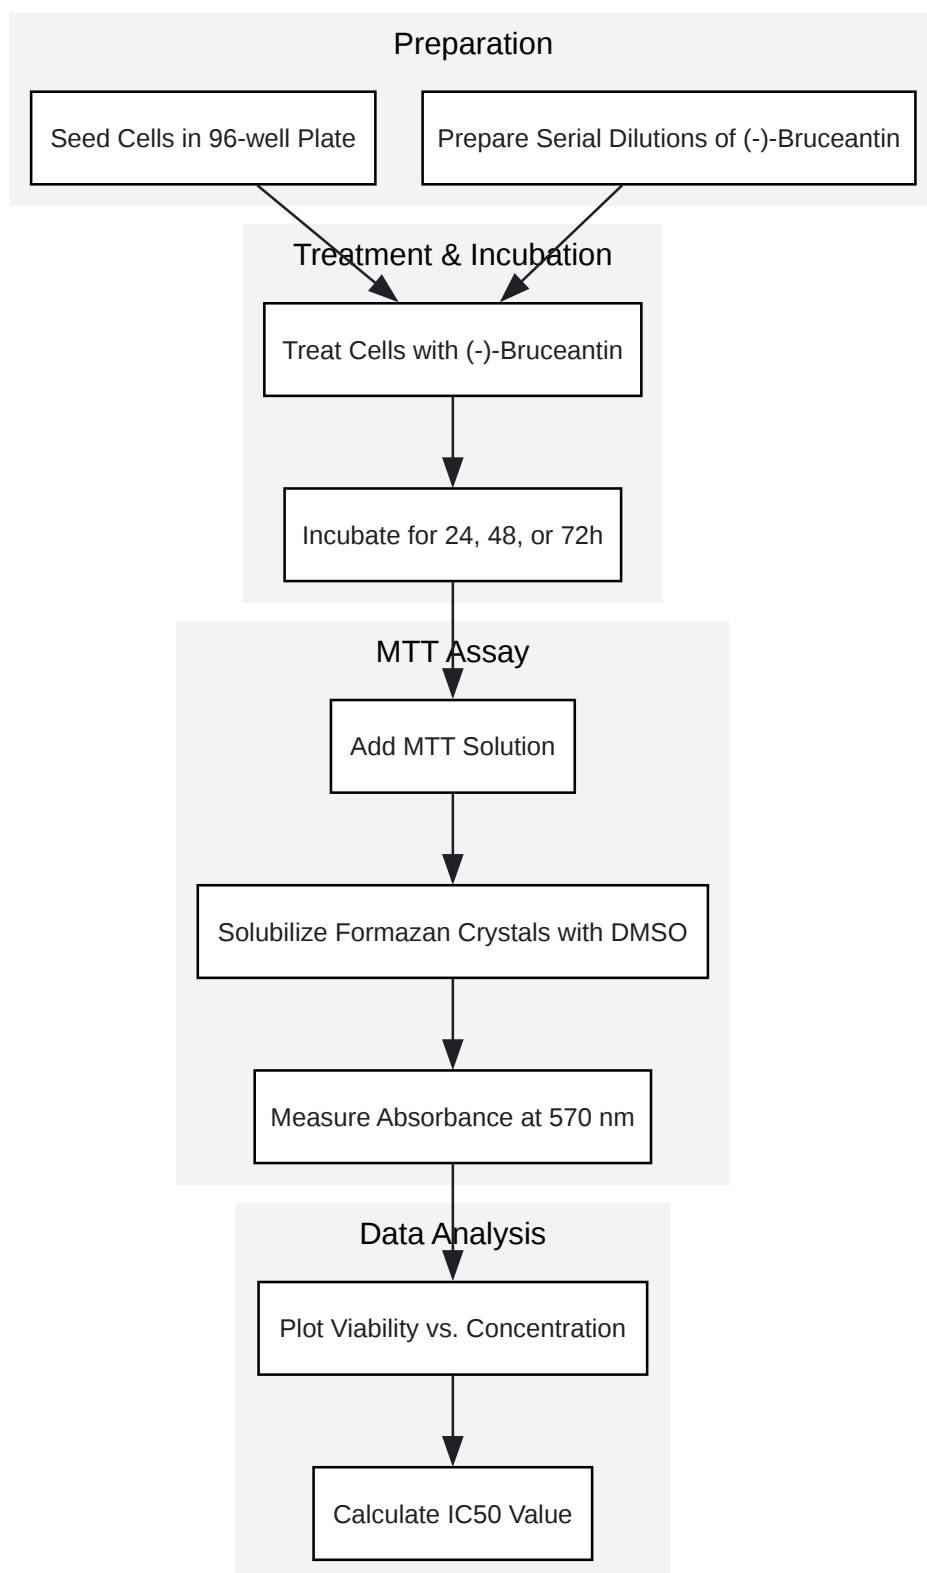 Preparation
Seed Cells in 96-well Plate
Prepare Serial Dilutions of (-)-Bruceantin
Treatment & Incubation
Treat Cells with (-)-Bruceantin
Incubate for 24, 48, or 72h
MTT Assay
Add MTT Solution
Solubilize Formazan Crystals with DMSO
Measure Absorbance at 570 nm
Data Analysis
Plot Viability vs. Concentration
Calculate IC50 Value